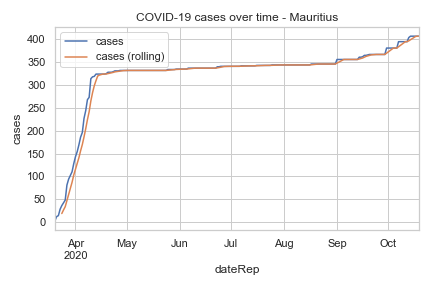 COVID-19 cases over time - Mauritius
cases
cases (rolling)
400
350
300
250
200
150
100
50
0
cases
Apr May Jun Jul Aug Sep Oct
2020
dateRep